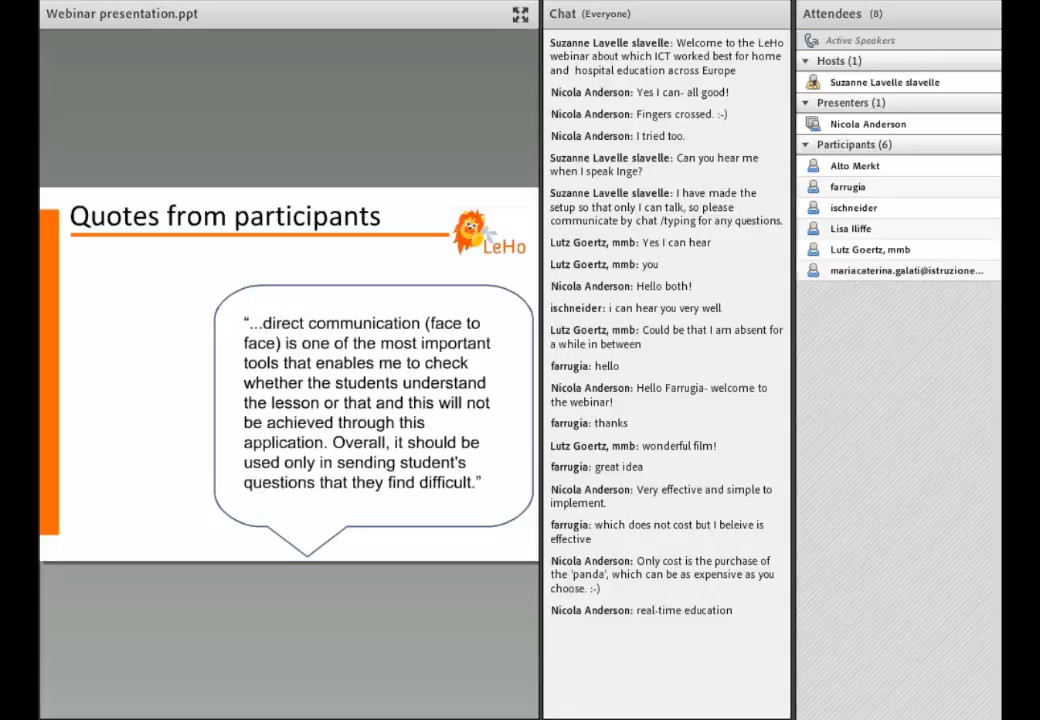 Webinar presentation.ppt
Quotes from participants
LeHo
“...direct communication (face to
face) is one of the most important
tools that enables me to check
whether the students understand
the lesson or that and this will not
be achieved through this
application. Overall, it should be
used only in sending student's
questions that they find difficult.”
Chat (Everyone)
Suzanne Lavelle slavelle: Welcome to the LeHo
webinar about which ICT worked best for home
and hospital education across Europe
Nicola Anderson: Yes I can- all good!
Nicola Anderson: Fingers crossed. :-)
Nicola Anderson: I tried too.
Suzanne Lavelle slavelle: Can you hear me
when I speak Inge?
Suzanne Lavelle slavelle: I have made the
setup so that only I can talk, so please
communicate by chat /typing for any questions.
Lutz Goertz, mmb: Yes I can hear
Lutz Goertz, mmb: you
Nicola Anderson: Hello both!
ischneider: i can hear you very well
Lutz Goertz, mmb: Could be that I am absent for
a while in between
farrugia: hello
Nicola Anderson: Hello Farrugia- welcome to
the webinar!
farrugia: thanks
Lutz Goertz, mmb: wonderful film!
farrugia: great idea
Nicola Anderson: Very effective and simple to
implement.
farrugia: which does not cost but I beleive is
effective
Nicola Anderson: Only cost is the purchase of
the 'panda', which can be as expensive as you
choose. :-)
Nicola Anderson: real-time education
Attendees (8)
Active Speakers
Hosts (1)
Suzanne Lavelle slavelle
Presenters (1)
Nicola Anderson
Participants (6)
Alto Merkt
farrugia
ischneider
Lisa Iliffe
Lutz Goertz, mmb
mariacaterina.galati@istruzione...